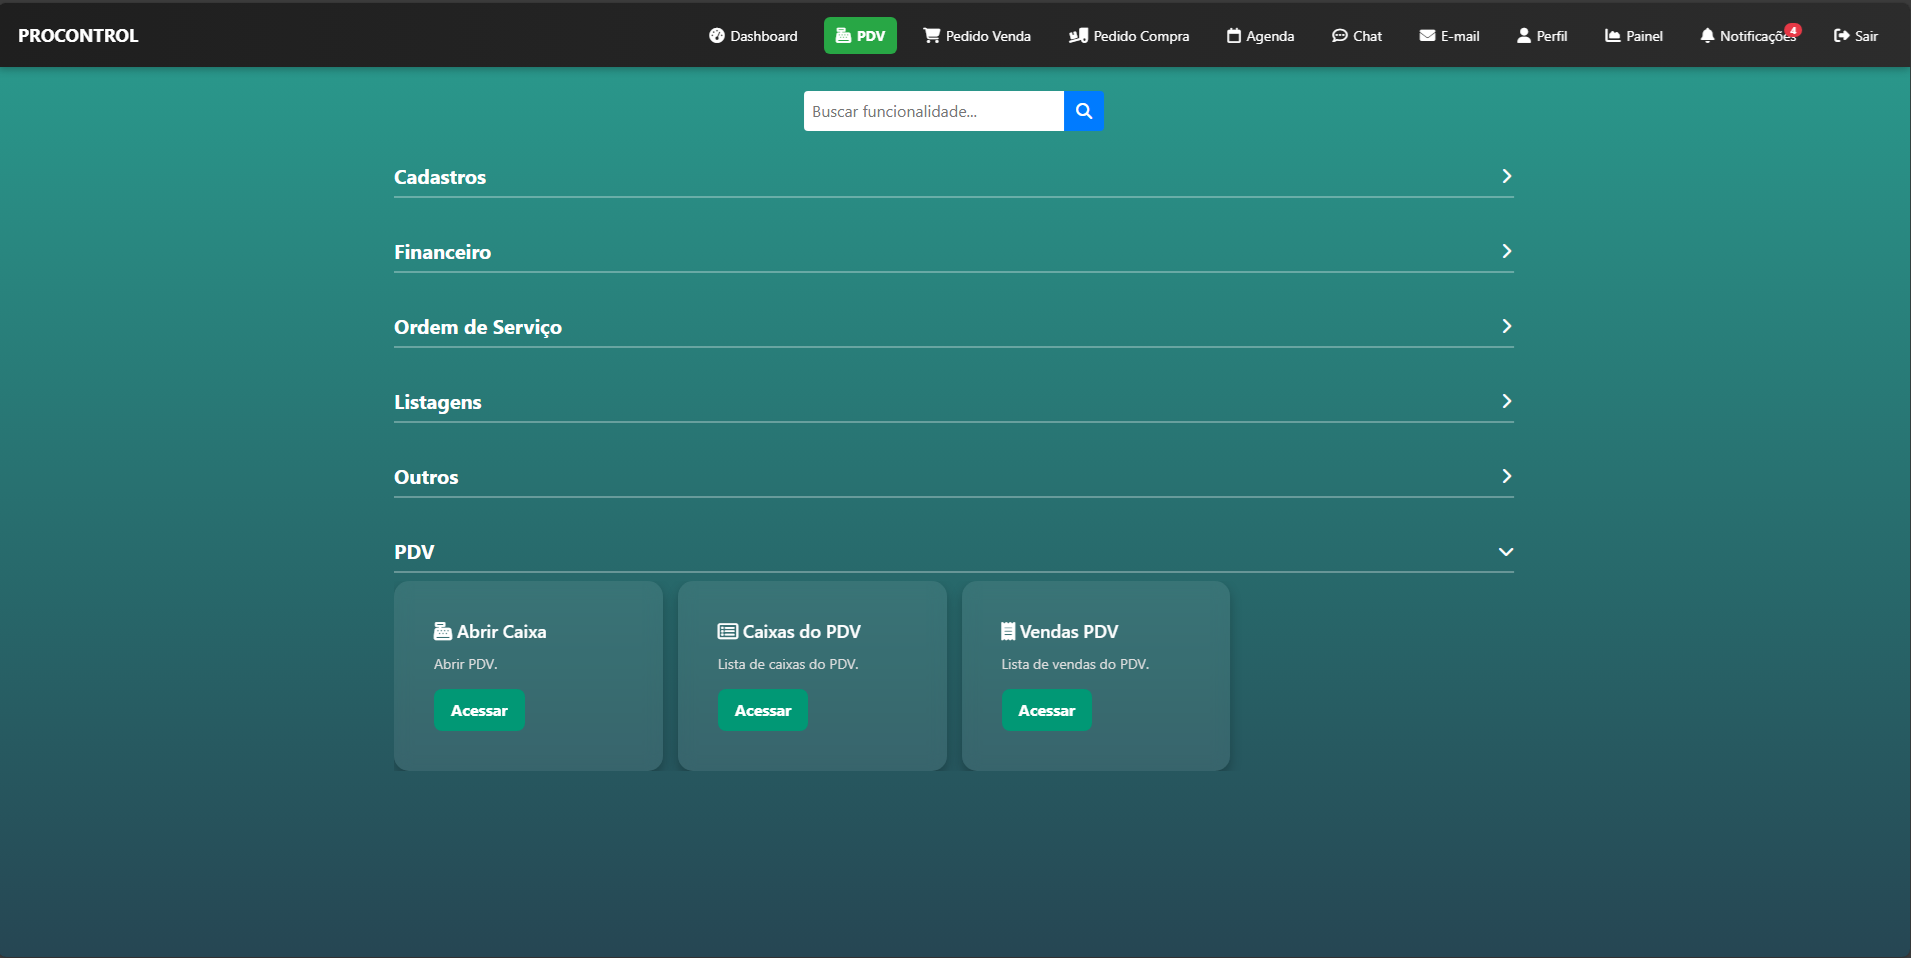 PROCONTROL
Dashboard
PDV
Pedido Venda
Pedido Compra
Agenda
Chat
E-mail
Perfil
Painel
Notificações
4
Sair
Buscar funcionalidade...
Cadastros
Financeiro
Ordem de Serviço
Listagens
Outros
PDV
Abrir Caixa
Abrir PDV.
Acessar
Caixas do PDV
Lista de caixas do PDV.
Acessar
Vendas PDV
Lista de vendas do PDV.
Acessar